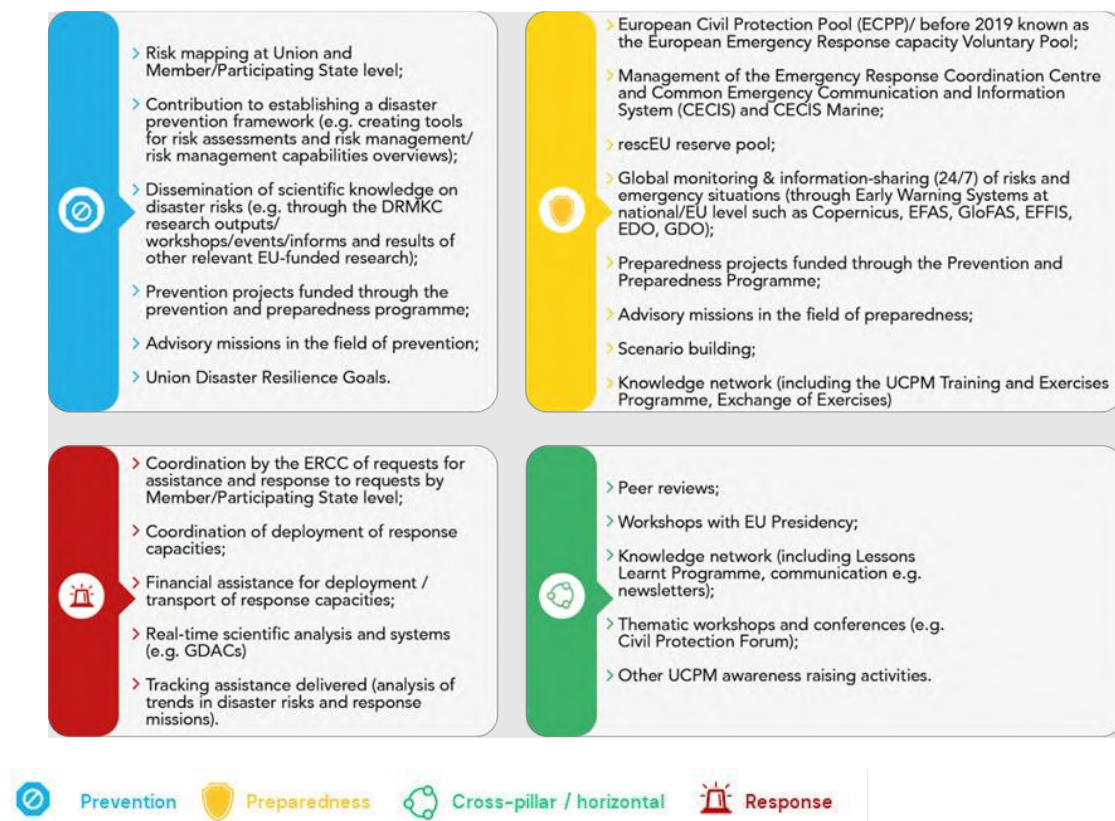 Risk mapping at Union and
Member/Participating State level;
Contribution to establishing a disaster
prevention framework (e.g. creating tools
for risk assessments and risk management/
risk management capabilities overviews);
Dissemination of scientific knowledge on
disaster risks (e.g. through the DRMKC
research outputs/
workshops/events/informs and results of
other relevant EU-funded research);
Prevention projects funded through the
prevention and preparedness programme;
Advisory missions in the field of prevention;
Union Disaster Resilience Goals.
European Civil Protection Pool (ECPP)/ before 2019 known as
the European Emergency Response capacity Voluntary Pool;
Management of the Emergency Response Coordination Centre
and Common Emergency Communication and Information
System (CECIS) and CECIS Marine;
rescEU reserve pool;
Global monitoring & information-sharing (24/7) of risks and
emergency situations (through Early Warning Systems at
national/EU level such as Copernicus, EFAS, GloFAS, EFFIS,
EDO, GDO);
Preparedness projects funded through the Prevention and
Preparedness Programme;
Advisory missions in the field of preparedness;
Scenario building;
Knowledge network (including the UCPM Training and Exercises
Programme, Exchange of Exercises)
Coordination by the ERCC of requests for
assistance and response to requests by
Member/Participating State level;
Coordination of deployment of response
capacities;
Financial assistance for deployment /
transport of response capacities;
Real-time scientific analysis and systems
(e.g. GDACs)
Tracking assistance delivered (analysis of
trends in disaster risks and response
missions).
Peer reviews;
Workshops with EU Presidency;
Knowledge network (including Lessons
Learnt Programme, communication e.g.
newsletters);
Thematic workshops and conferences (e.g.
Civil Protection Forum);
Other UCPM awareness raising activities.
Prevention Preparedness Cross-pillar / horizontal Response